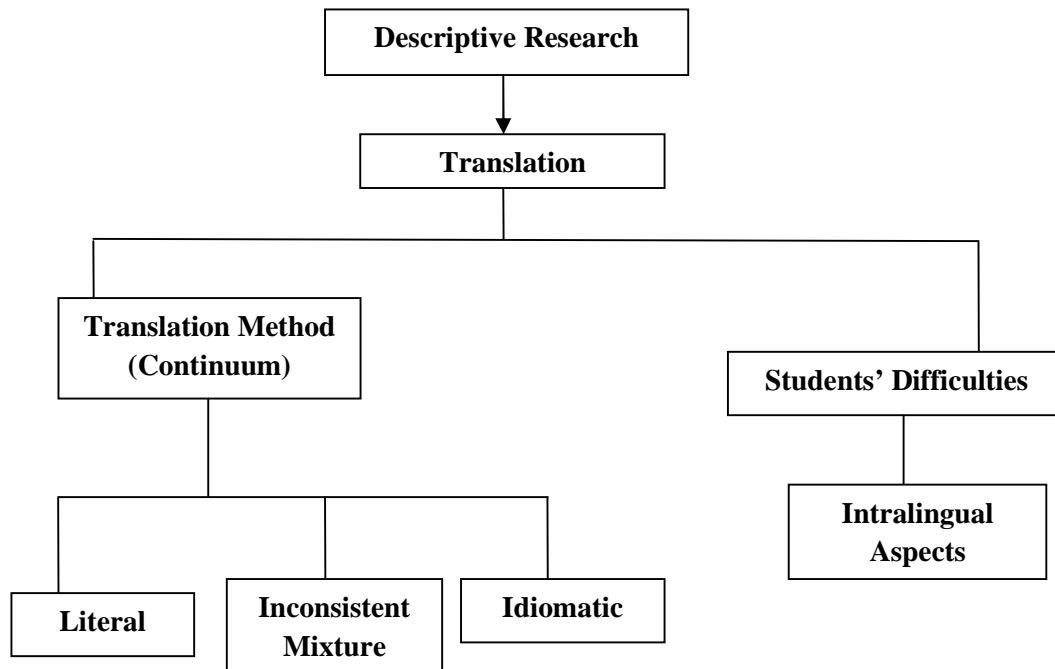 Descriptive Research
Translation
Translation Method
(Continuum)
Students’ Difficulties
Intralingual
Aspects
Literal
Inconsistent
Mixture
Idiomatic